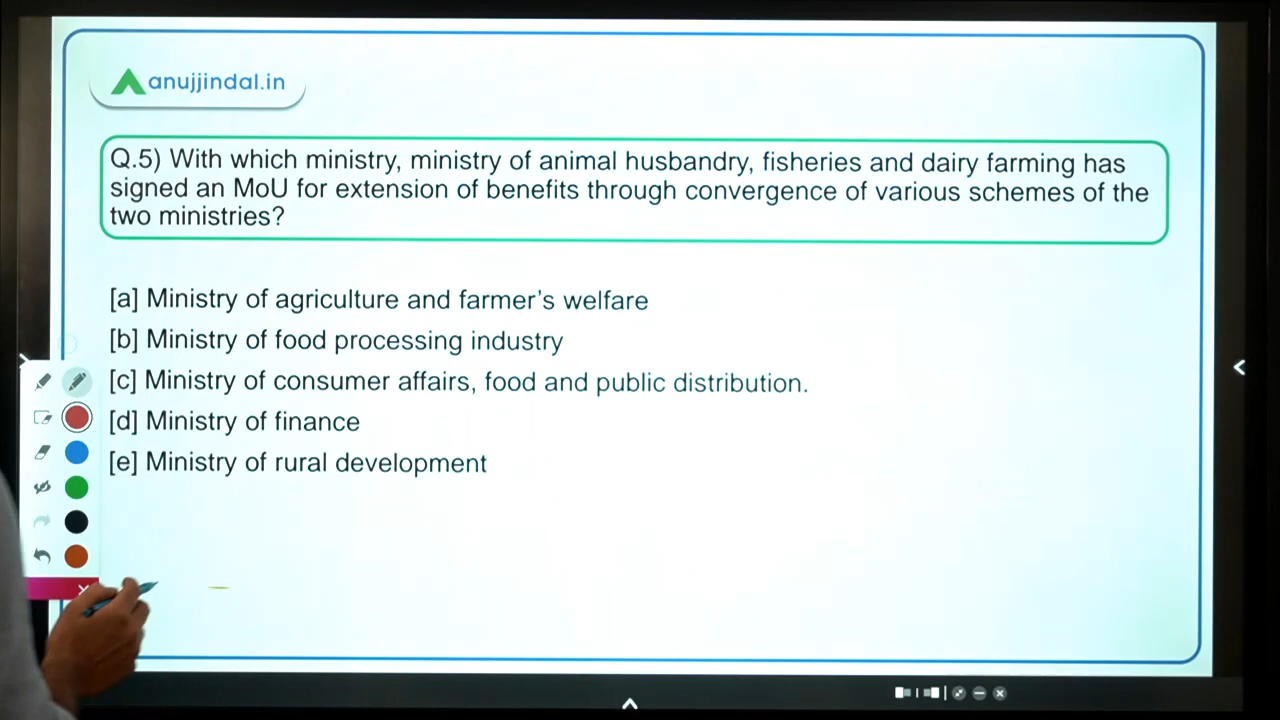 anujjindal.in
Q.5) With which ministry, ministry of animal husbandry, fisheries and dairy farming has
signed an MoU for extension of benefits through convergence of various schemes of the
two ministries?
[a] Ministry of agriculture and farmer's welfare
[b] Ministry of food processing industry
[c] Ministry of consumer affairs, food and public distribution.
[d] Ministry of finance
[e] Ministry of rural development